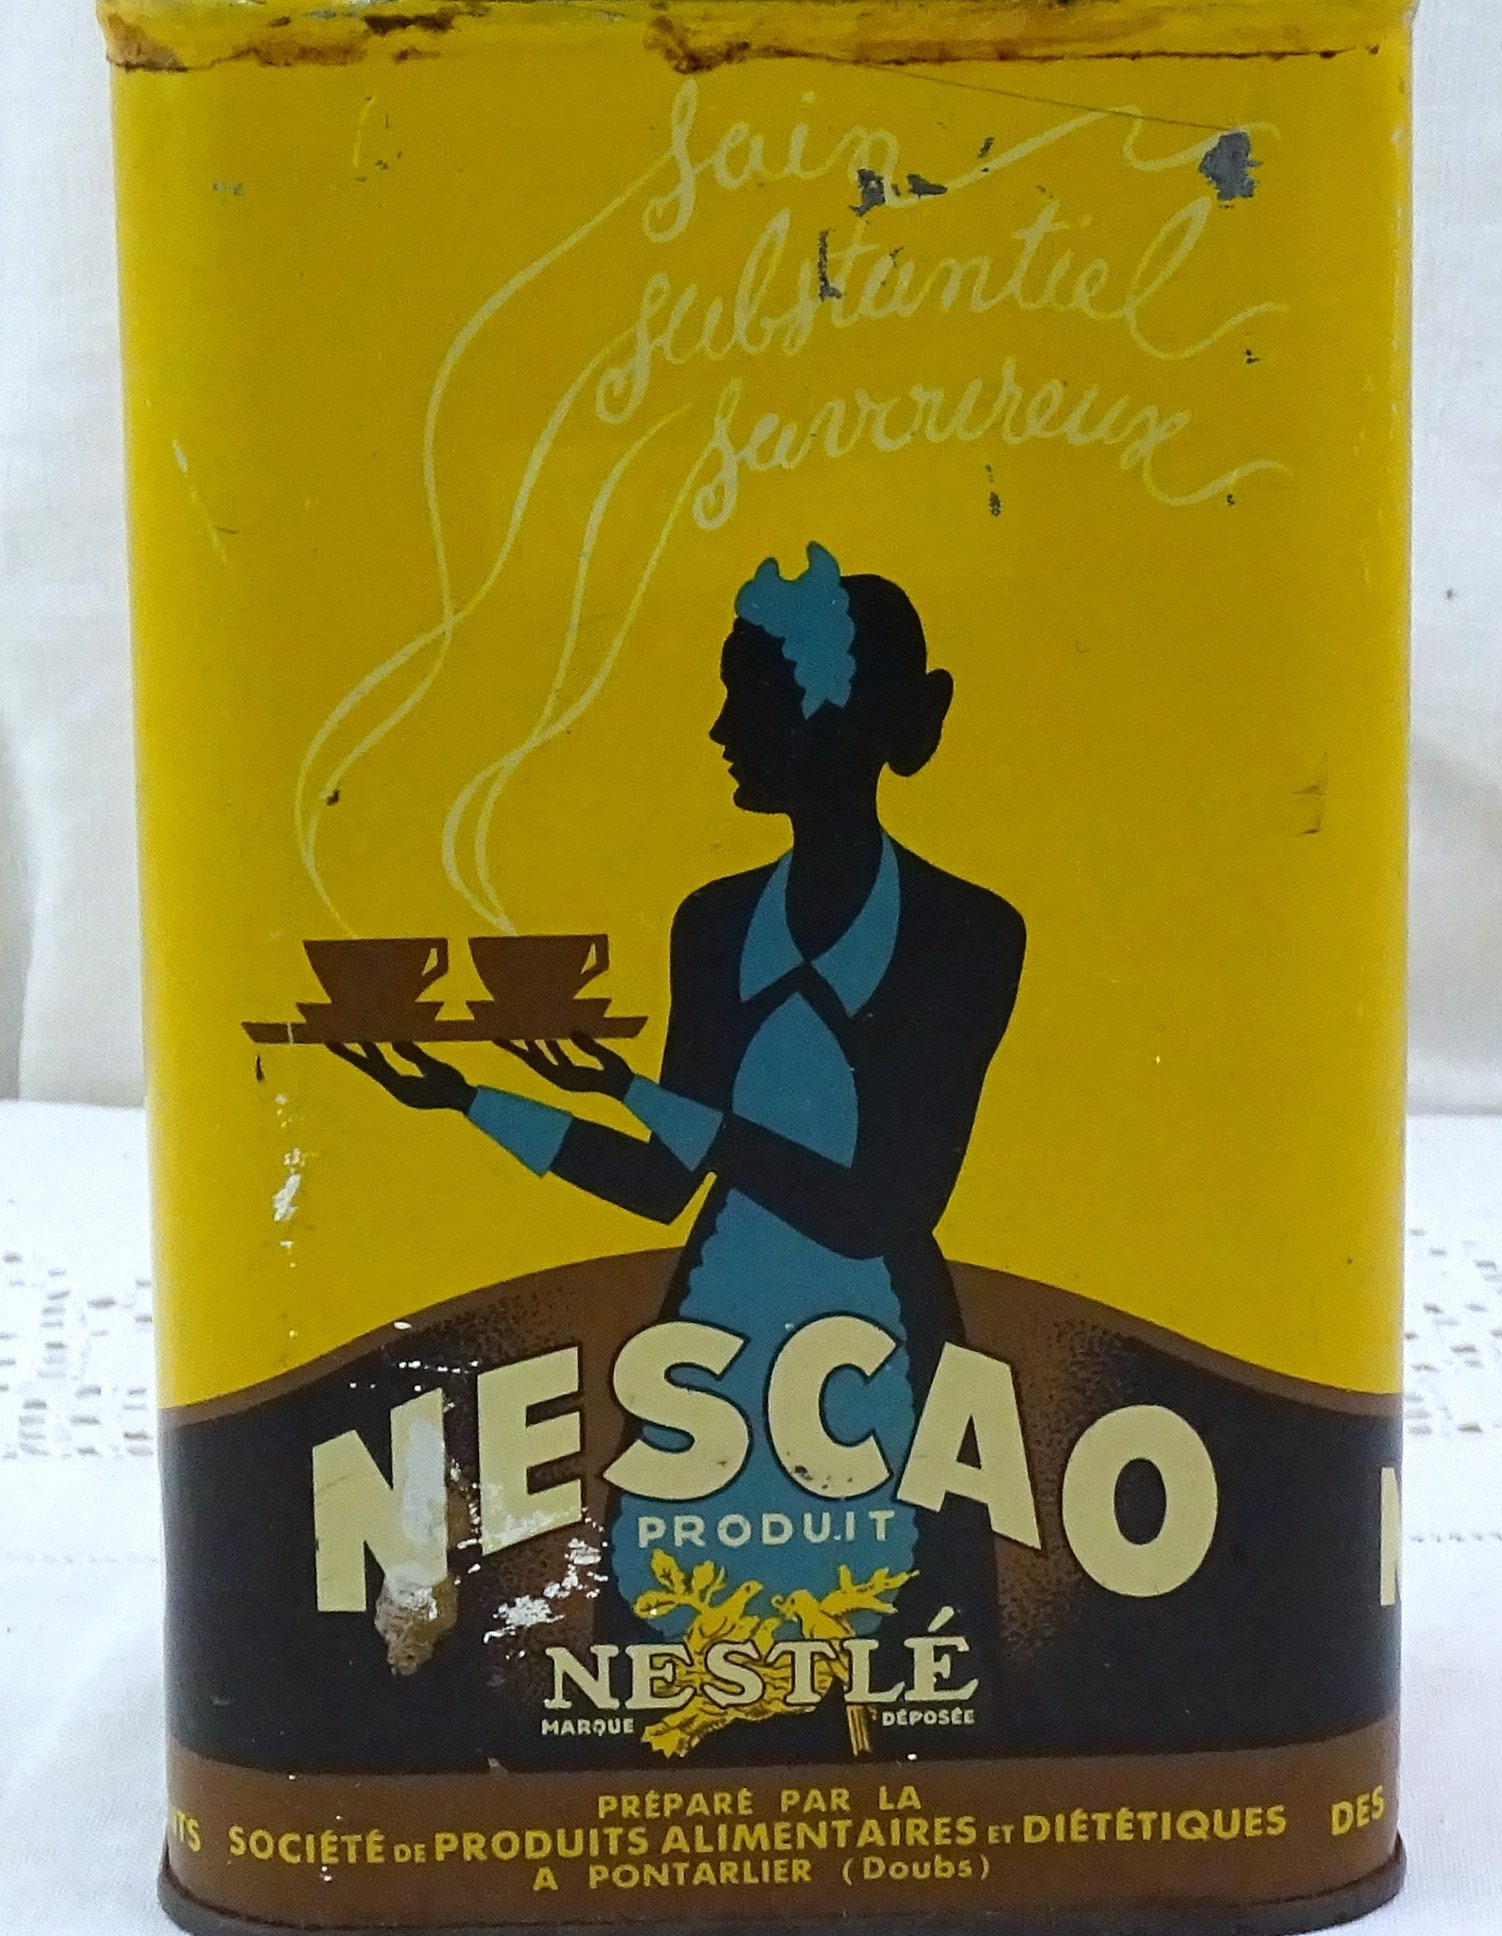 Sain
substantiel
savoureux
NESCAO
PRODUIT
NESTLÉ
MARQUE DÉPOSÉE
PRÉPARÉ PAR LA
SOCIÉTÉ DE PRODUITS ALIMENTAIRES ET DIÉTÉTIQUES DES
A PONTARLIER (Doubs)